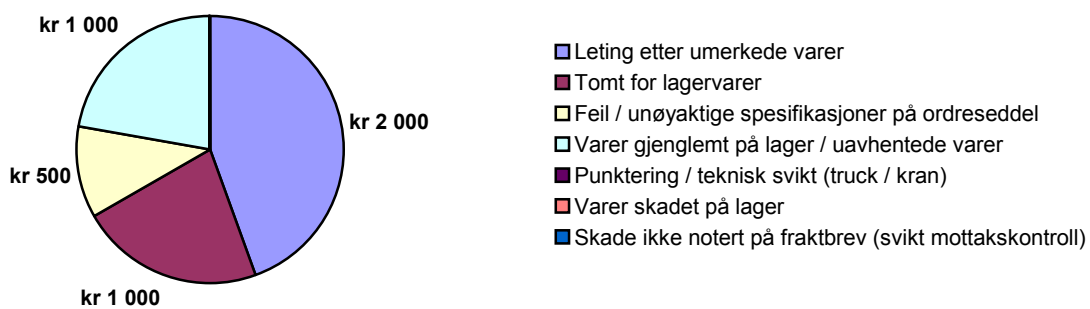 kr 1 000
kr 2 000
kr 500
kr 1 000
Leting etter umerkede varer
Tomt for lagervarer
Feil / unøyaktige spesifikasjoner på ordreseddel
Varer gjenglemt på lager / uavhentede varer
Punktering / teknisk svikt (truck / kran)
Varer skadet på lager
Skade ikke notert på fraktbrev (svikt mottakskontroll)